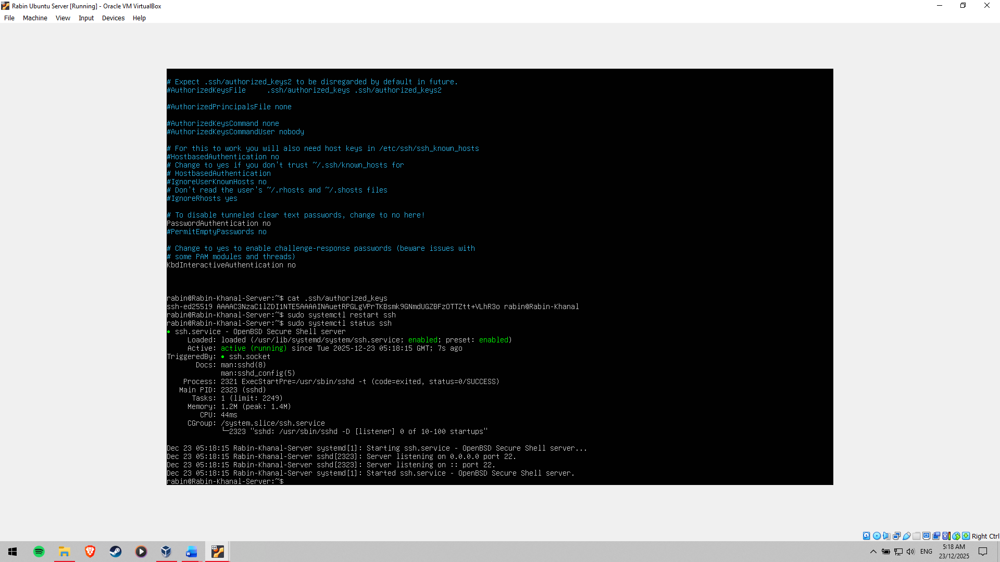 Rabin Ubuntu Server [Running] - Oracle VM VirtualBox
File Machine View Input Devices Help
# Expect .ssh/authorized_keys2 to be disregarded by default in future.
#AuthorizedKeysFile .ssh/authorized_keys .ssh/authorized_keys2
#AuthorizedPrincipalsFile none
#AuthorizedKeysCommand none
#AuthorizedKeysCommandUser nobody
# For this to work you will also need host keys in /etc/ssh/ssh_known_hosts
#HostbasedAuthentication no
# Change to yes if you don't trust ~/.ssh/known_hosts for
# HostbasedAuthentication
#IgnoreUserKnownHosts no
# Don't read the user's ~/.rhosts and ~/.shosts files
#IgnoreRhosts yes
# To disable tunneled clear text passwords, change to no here!
PasswordAuthentication no
#PermitEmptyPasswords no
# Change to yes to enable challenge-response passwords (beware issues with
# some PAM modules and threads)
KbdInteractiveAuthentication no
rabin@Rabin-Khanal-Server:~$ cat .ssh/authorized_keys
ssh-ed25519 AAAAC3NzaC1lZDI1NTE5AAAAINAuetRPGLgVPrTKBsmk9GNmdUGZBFzOTTZtt+VLhR3o rabin@Rabin-Khanal
rabin@Rabin-Khanal-Server:~$ sudo systemctl restart ssh
rabin@Rabin-Khanal-Server:~$ sudo systemctl status ssh
● ssh.service - OpenBSD Secure Shell server
Loaded: loaded (/usr/lib/systemd/system/ssh.service; enabled; preset: enabled)
Active: active (running) since Tue 2025-12-23 05:18:15 GMT; 7s ago
TriggeredBy: ● ssh.socket
Docs: man:sshd(8)
man:sshd_config(5)
Process: 2321 ExecStartPre=/usr/sbin/sshd -t (code=exited, status=0/SUCCESS)
Main PID: 2323 (sshd)
Tasks: 1 (limit: 2249)
Memory: 1.2M (peak: 1.4M)
CPU: 44ms
CGroup: /system.slice/ssh.service
└─2323 "sshd: /usr/sbin/sshd -D [listener] 0 of 10-100 startups"
Dec 23 05:18:15 Rabin-Khanal-Server systemd[1]: Starting ssh.service - OpenBSD Secure Shell server...
Dec 23 05:18:15 Rabin-Khanal-Server sshd[2323]: Server listening on 0.0.0.0 port 22.
Dec 23 05:18:15 Rabin-Khanal-Server sshd[2323]: Server listening on :: port 22.
Dec 23 05:18:15 Rabin-Khanal-Server systemd[1]: Started ssh.service - OpenBSD Secure Shell server.
rabin@Rabin-Khanal-Server:~$
Right Ctrl
ENG
5:18 AM
23/12/2025